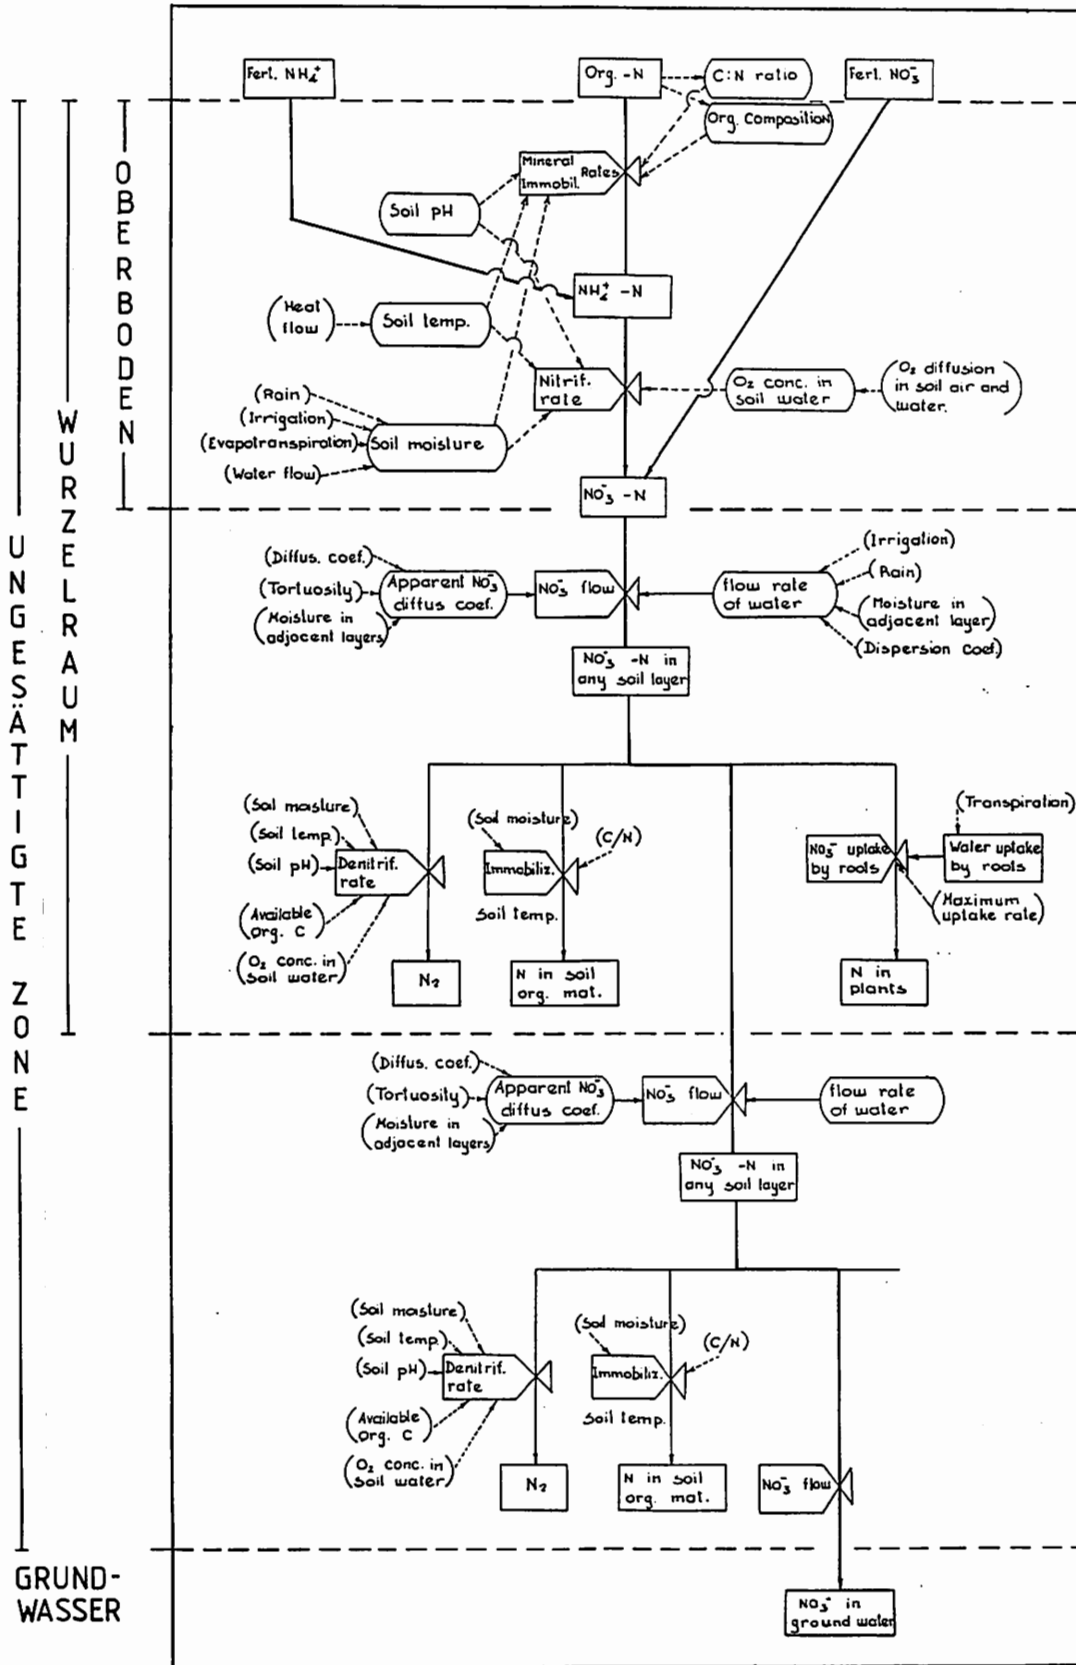 Fert. NH₄⁺
Org. -N
C:N ratio
Fert. NO₃⁻
Org. Composition
Mineral
Immobil.
Rates
Soil pH
NH₄⁺ -N
(Heat
flow)
Soil temp.
Nitrif.
rate
O₂ conc. in
soil water
(O₂ diffusion
in soil air and
water.)
(Rain)
(Irrigation)
(Evapotranspiration)
(Water flow)
Soil moisture
NO₃⁻ -N
OBERBODEN
WURZELRAUM
UNGESÄTTIGTE ZONE
(Diffus. coef.)
(Tortuosity)
(Moisture in
adjacent layers)
Apparent NO₃⁻
diffus coef.
NO₃⁻ flow
flow rate
of water
(Irrigation)
(Rain)
(Moisture in
adjacent layer)
(Dispersion Coef.)
NO₃⁻ -N in
any soil layer
(Soil moisture)
(Soil temp.)
(Soil pH)
Denitrif.
rate
(Available
Org. C)
(O₂ conc. in
Soil water)
(Soil moisture)
(C/N)
Immobiliz.
Soil temp.
NO₃⁻ uptake
by roots
(Transpiration)
Water uptake
by roots
(Maximum
uptake rate)
N₂
N in soil
org. mat.
N in
plants
(Diffus. coef.)
(Tortuosity)
(Moisture in
adjacent layers)
Apparent NO₃⁻
diffus coef.
NO₃⁻ flow
flow rate
of water
NO₃⁻ -N in
any soil layer
(Soil moisture)
(Soil temp.)
(Soil pH)
Denitrif.
rate
(Available
Org. C)
(O₂ conc. in
Soil water)
(Soil moisture)
(C/N)
Immobiliz.
Soil temp.
N₂
N in soil
org. mat.
NO₃⁻ flow
GRUND-
WASSER
NO₃⁻ in
ground water